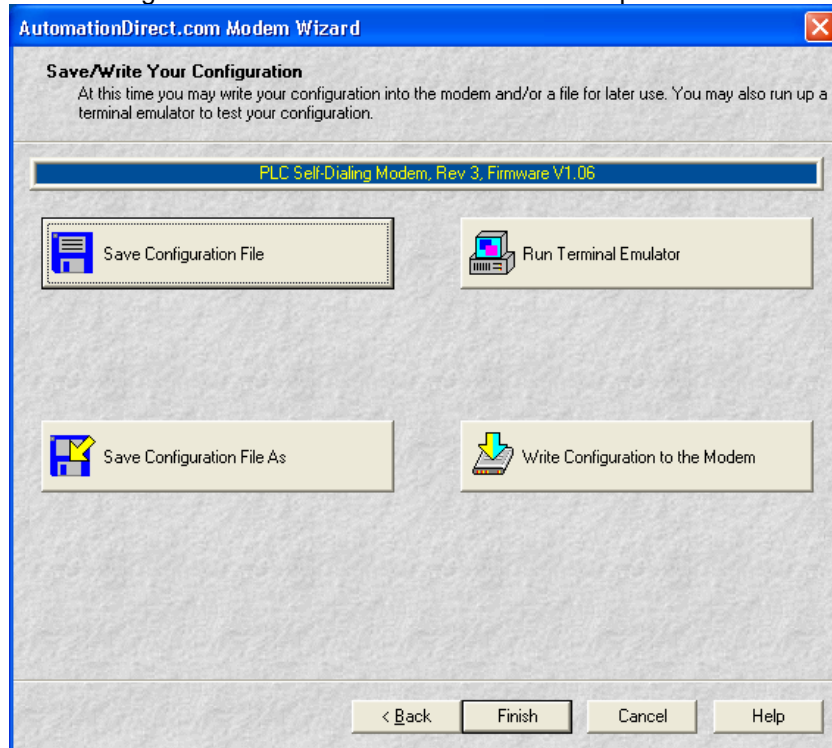 AutomationDirect.com Modem Wizard
Save/Write Your Configuration
At this time you may write your configuration into the modem and/or a file for later use. You may also run up a
terminal emulator to test your configuration.
PLC Self-Dialing Modem, Rev 3, Firmware V1.06
Save Configuration File
Run Terminal Emulator
Save Configuration File As
Write Configuration to the Modem
< Back
Finish
Cancel
Help